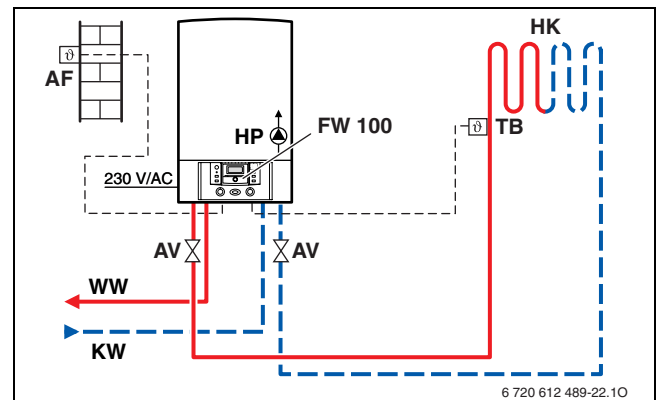 HK
ϑ
AF
HP
FW 100
ϑ TB
230 V/AC
AV
AV
WW
KW
6 720 612 489-22.1O